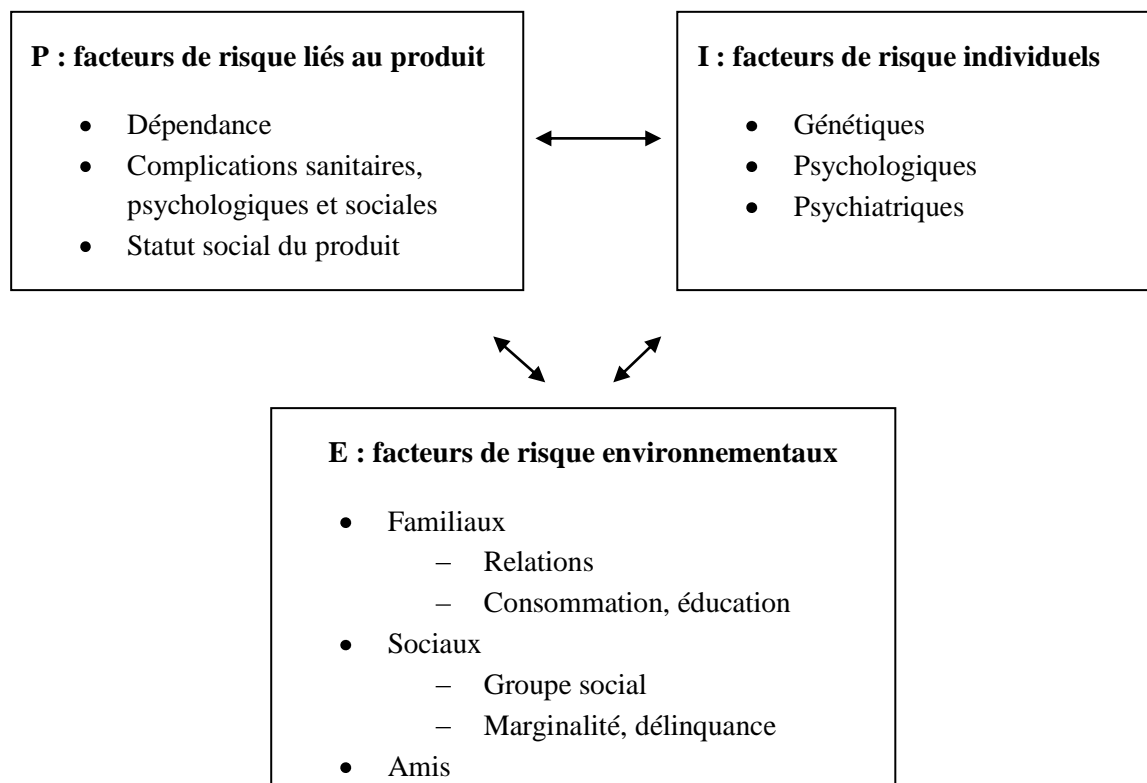 P : facteurs de risque liés au produit
• Dépendance
• Complications sanitaires,
psychologiques et sociales
• Statut social du produit
I : facteurs de risque individuels
• Génétiques
• Psychologiques
• Psychiatriques
E : facteurs de risque environnementaux
• Familiaux
– Relations
– Consommation, éducation
• Sociaux
– Groupe social
– Marginalité, délinquance
• Amis